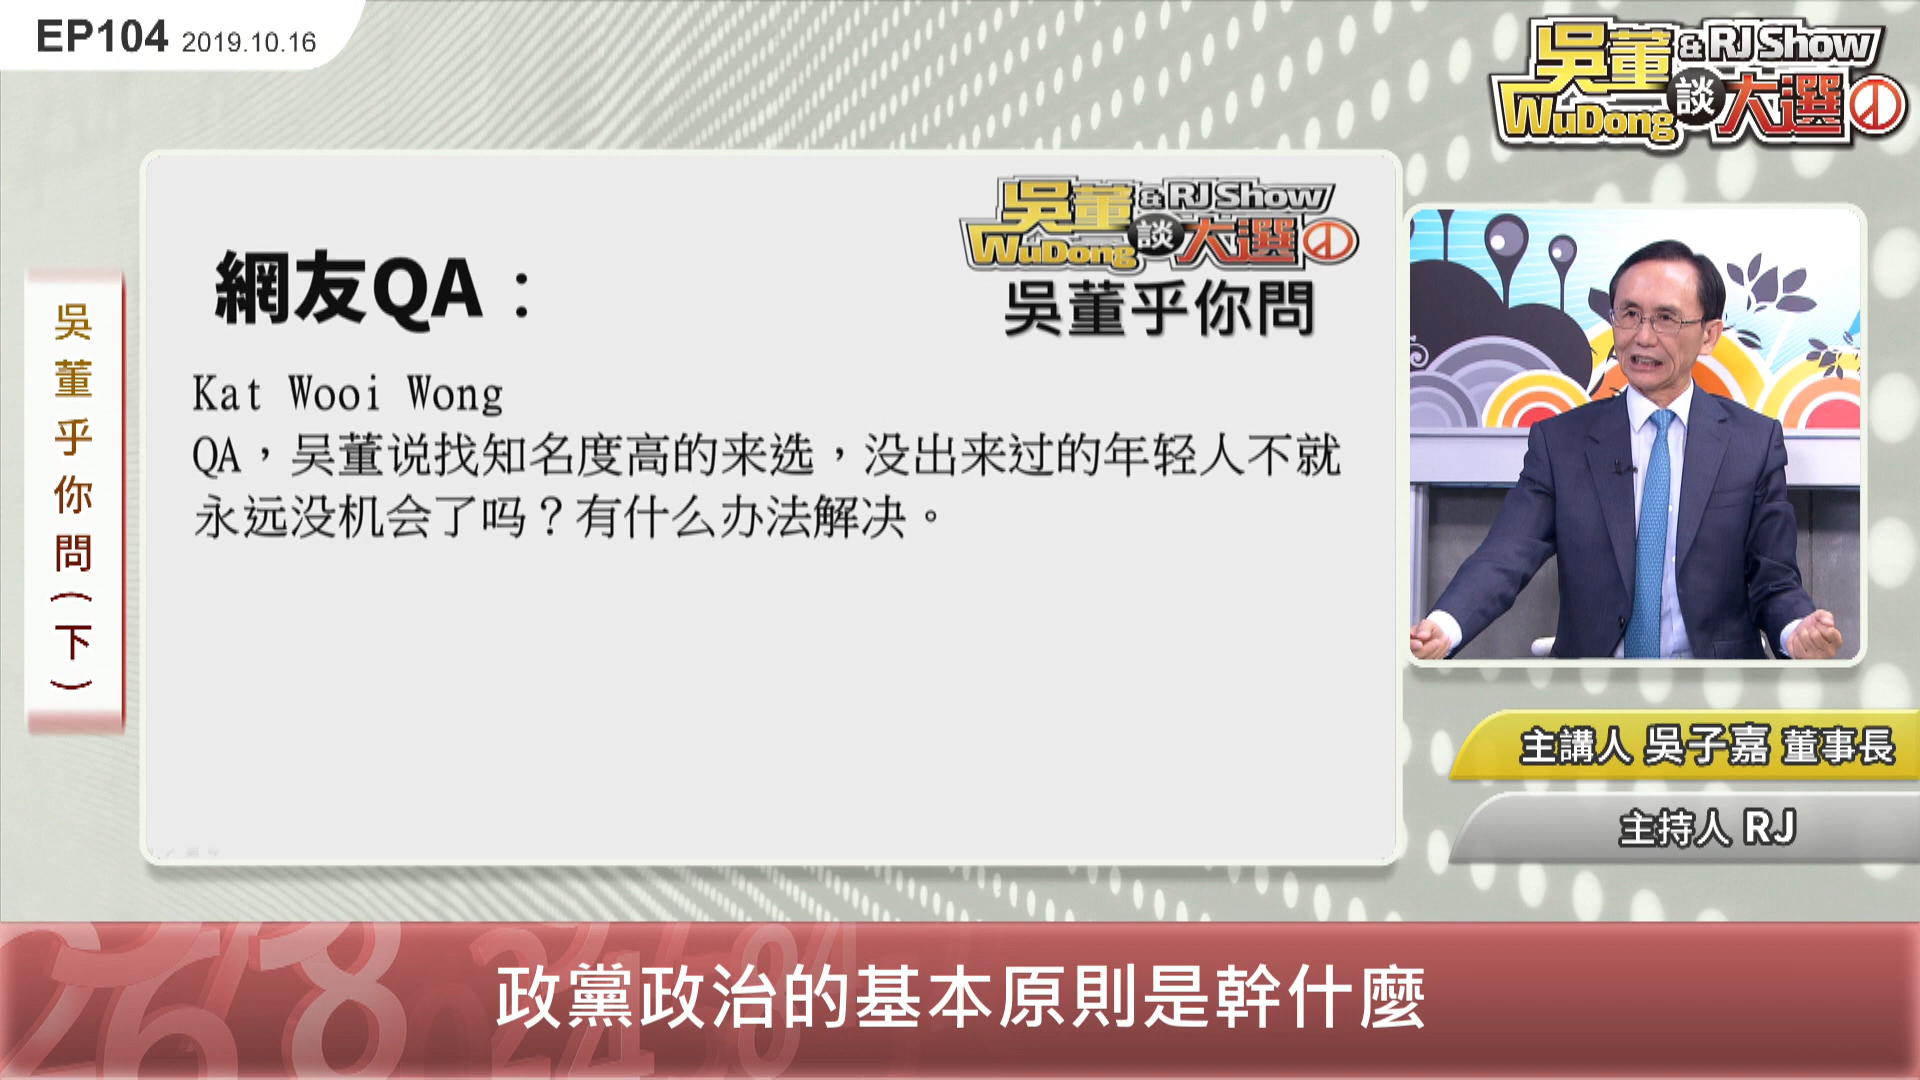 EP104 2019.10.16
吳董 & RJ Show
WuDong 談 大選
吳董 & RJ Show
WuDong 談 大選
吳董乎你問
網友QA：
Kat Wooi Wong
QA，吴董说找知名度高的来选，没出来过的年轻人不就
永远没机会了吗？有什么办法解决。
吳董乎你問(下)
主講人 吳子嘉 董事長
主持人 RJ
政黨政治的基本原則是幹什麼